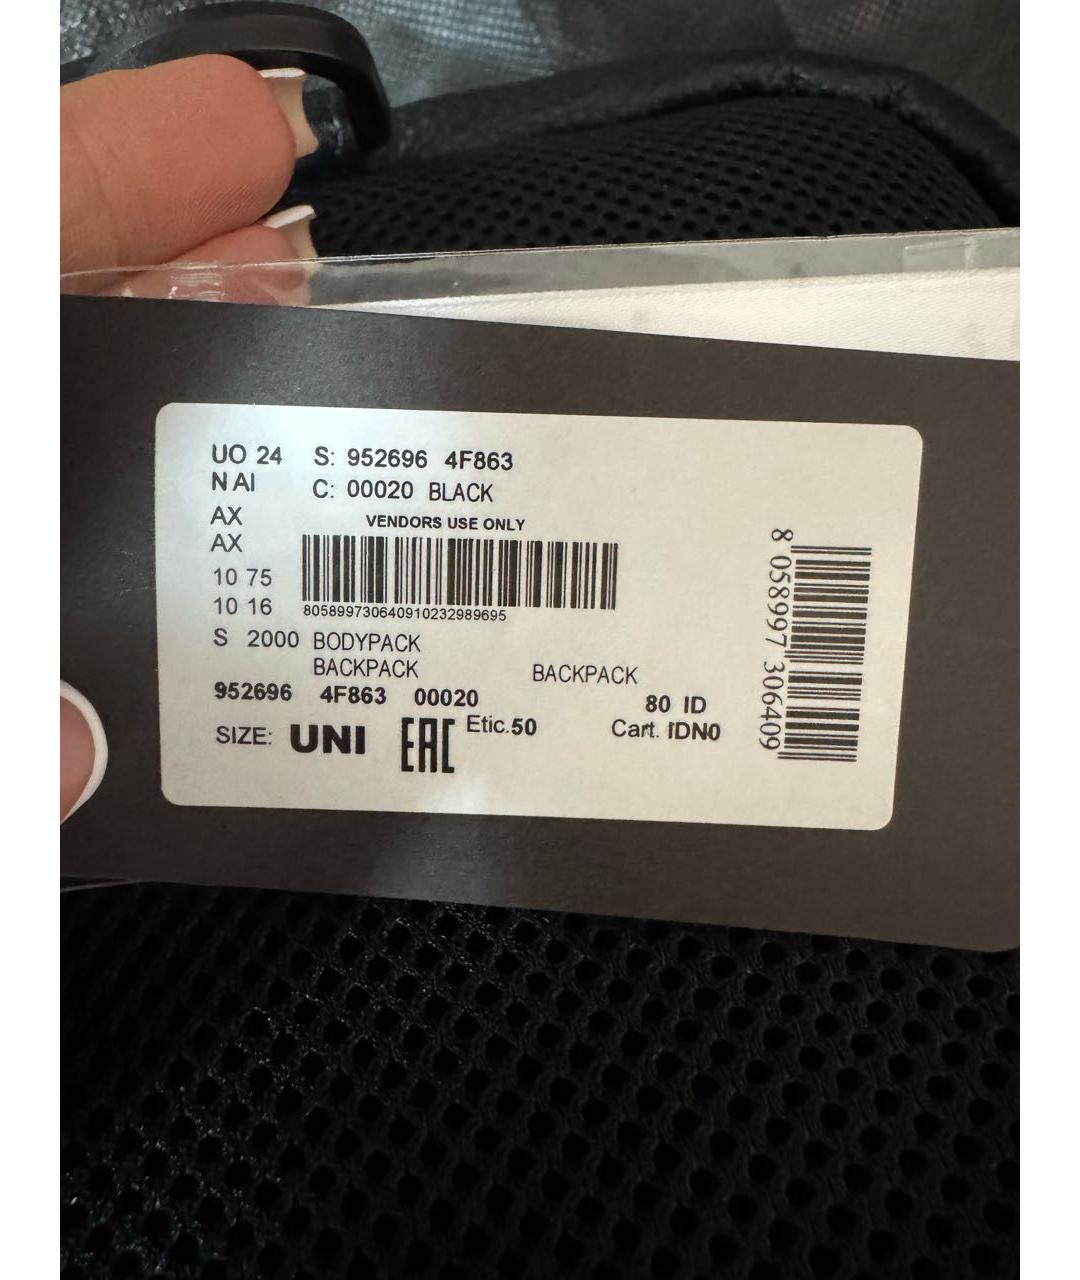 UO 24 S: 952696 4F863
N AI C: 00020 BLACK
AX VENDORS USE ONLY
AX
10 75
10 16 805899730640910232989695
S 2000 BODYPACK
BACKPACK BACKPACK
952696 4F863 00020 80 ID
SIZE: UNI EAC Etic.50 Cart. IDN0
8 058997 306409